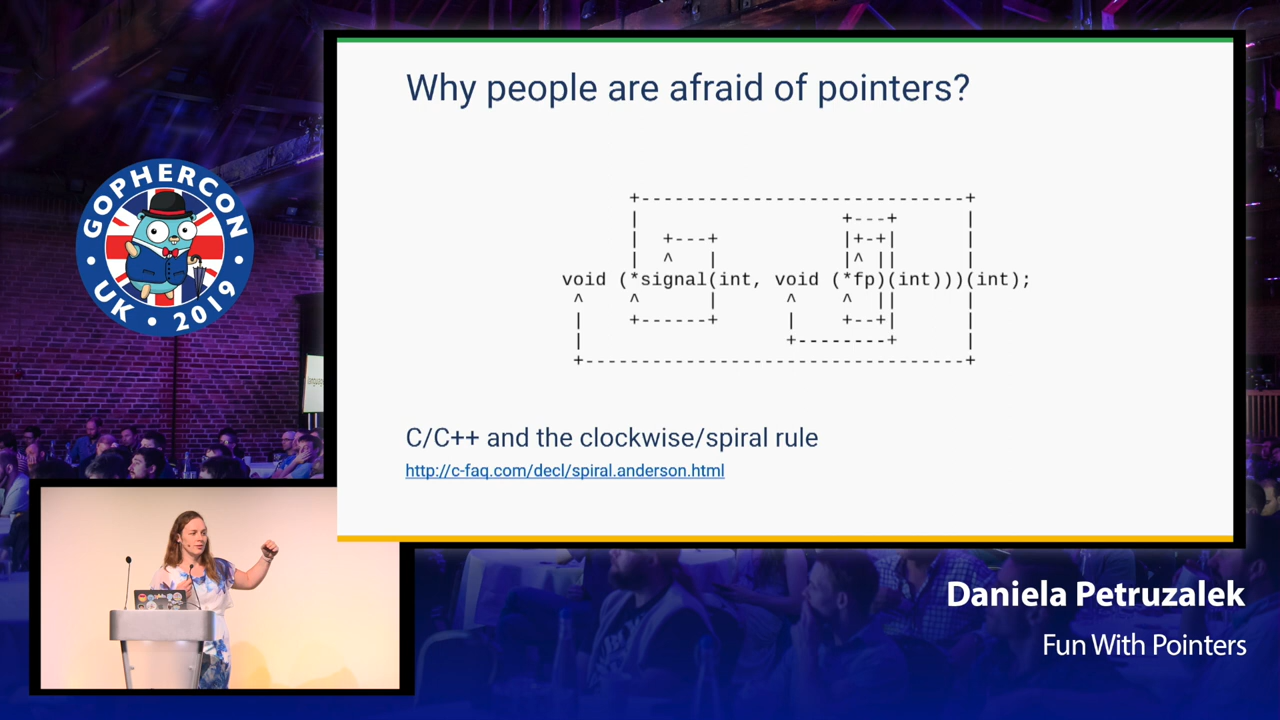 GOPHERCON
UK • 2019
Why people are afraid of pointers?
+-----------------------------+
|                  +---+      |
|  +---+           |+-+|      |
|  ^   |           |^ ||      |
void (*signal(int, void (*fp)(int)))(int);
^    ^      |      ^    ^  ||      |
|    +------+      |    +--+|      |
|                  +--------+      |
+----------------------------------+
C/C++ and the clockwise/spiral rule
http://c-faq.com/decl/spiral.anderson.html
Daniela Petruzalek
Fun With Pointers